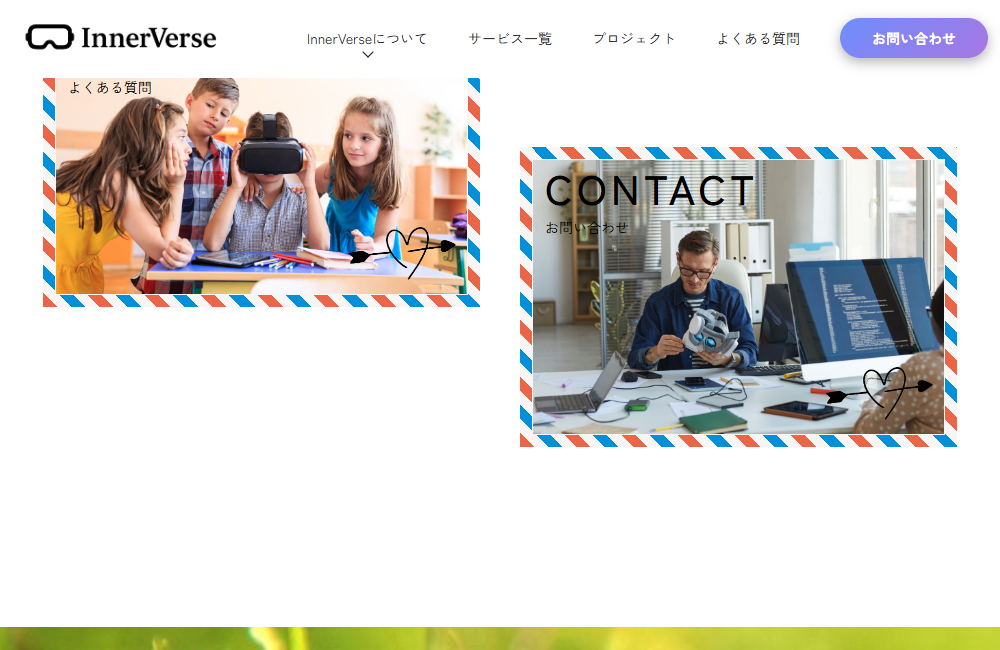 InnerVerse
InnerVerseについて
サービス一覧
プロジェクト
よくある質問
お問い合わせ
よくある質問
CONTACT
お問い合わせ